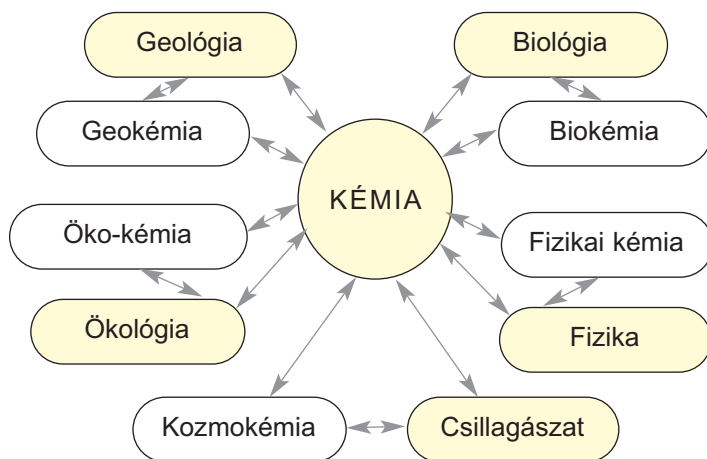 Geológia
Biológia
Geokémia
Biokémia
KÉMIA
Öko-kémia
Fizikai kémia
Ökológia
Fizika
Kozmokémia
Csillagászat